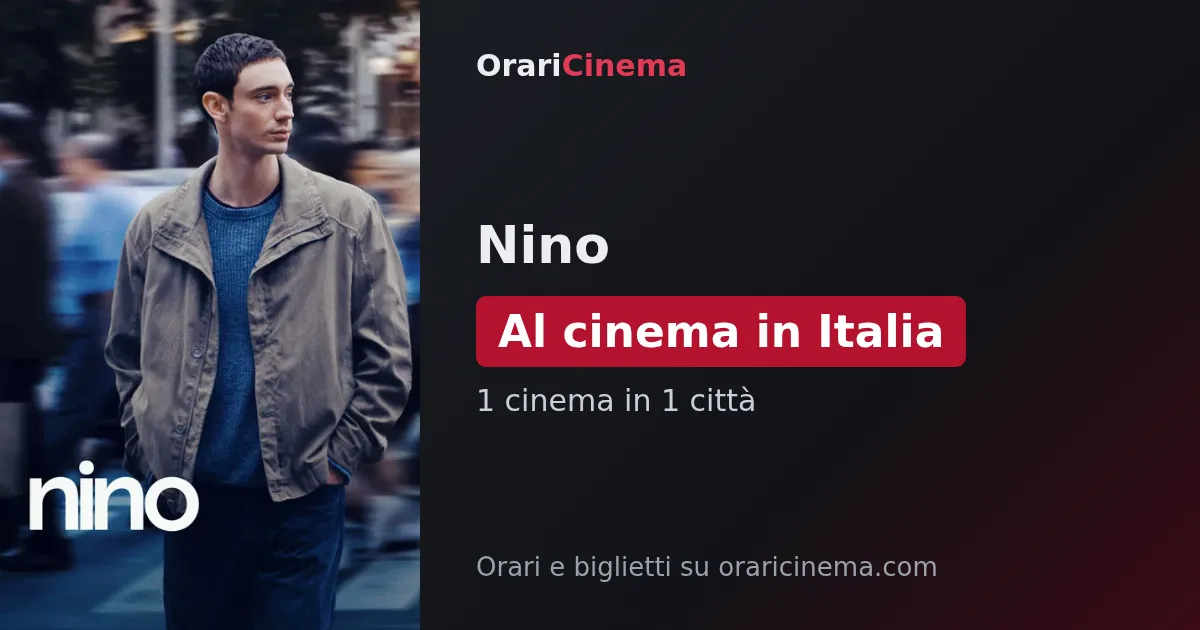 nino
OrariCinema
Nino
Al cinema in Italia
1 cinema in 1 città
Orari e biglietti su oraricinema.com